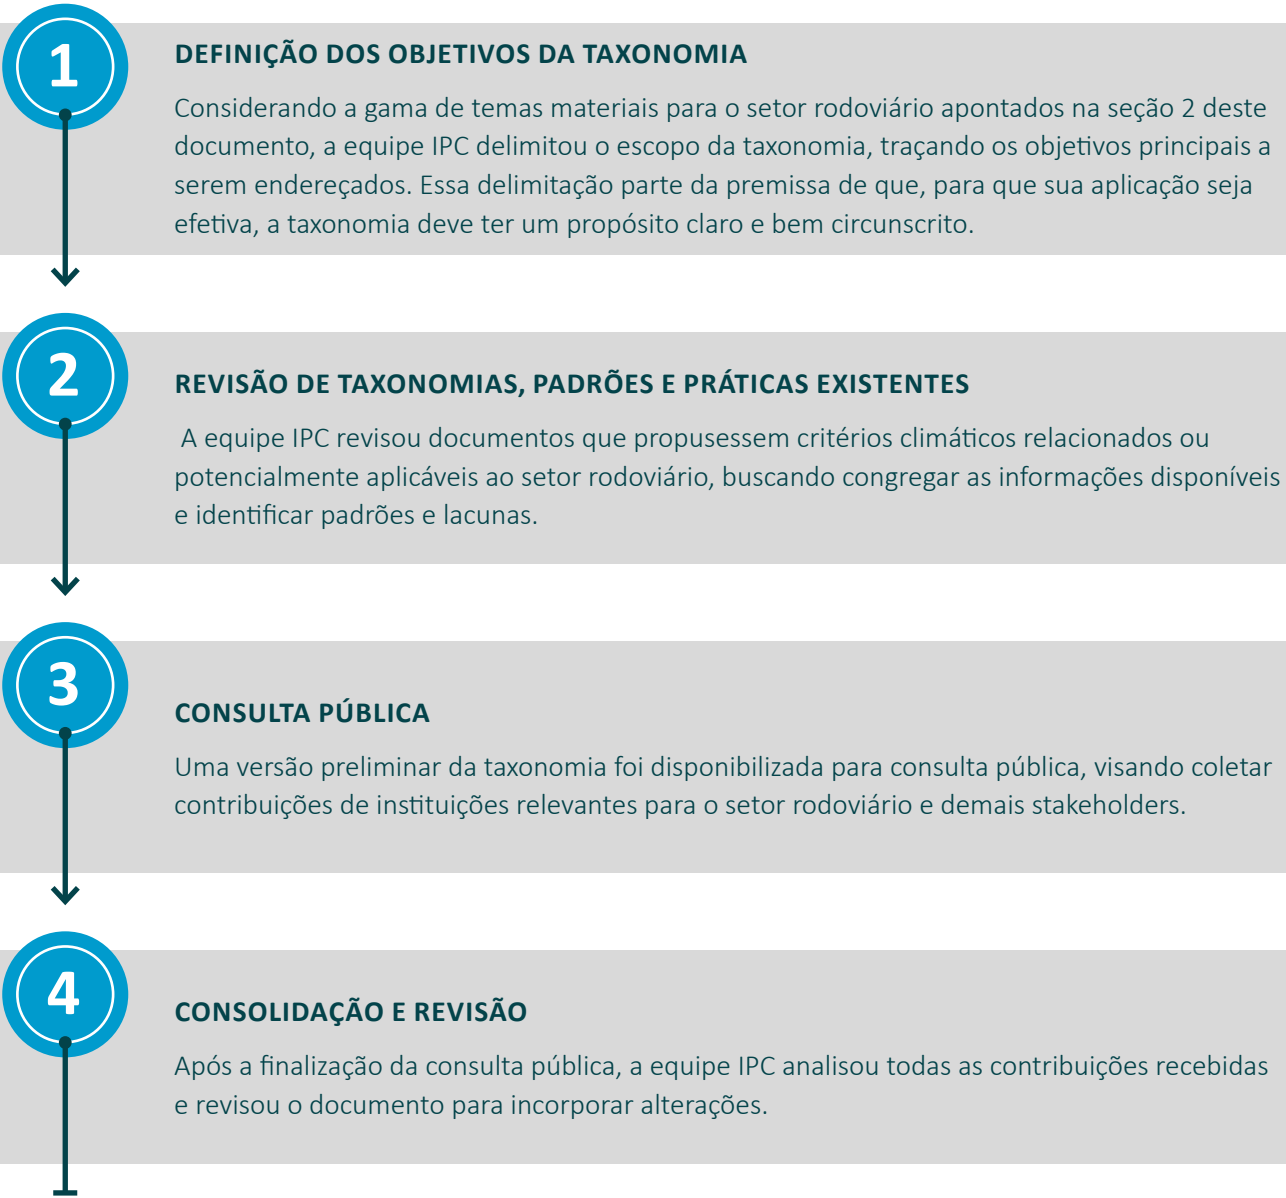 1
DEFINIÇÃO DOS OBJETIVOS DA TAXONOMIA
Considerando a gama de temas materiais para o setor rodoviário apontados na seção 2 deste
documento, a equipe IPC delimitou o escopo da taxonomia, traçando os objetivos principais a
serem endereçados. Essa delimitação parte da premissa de que, para que sua aplicação seja
efetiva, a taxonomia deve ter um propósito claro e bem circunscrito.
2
REVISÃO DE TAXONOMIAS, PADRÕES E PRÁTICAS EXISTENTES
A equipe IPC revisou documentos que propusessem critérios climáticos relacionados ou
potencialmente aplicáveis ao setor rodoviário, buscando congregar as informações disponíveis
e identificar padrões e lacunas.
3
CONSULTA PÚBLICA
Uma versão preliminar da taxonomia foi disponibilizada para consulta pública, visando coletar
contribuições de instituições relevantes para o setor rodoviário e demais stakeholders.
4
CONSOLIDAÇÃO E REVISÃO
Após a finalização da consulta pública, a equipe IPC analisou todas as contribuições recebidas
e revisou o documento para incorporar alterações.